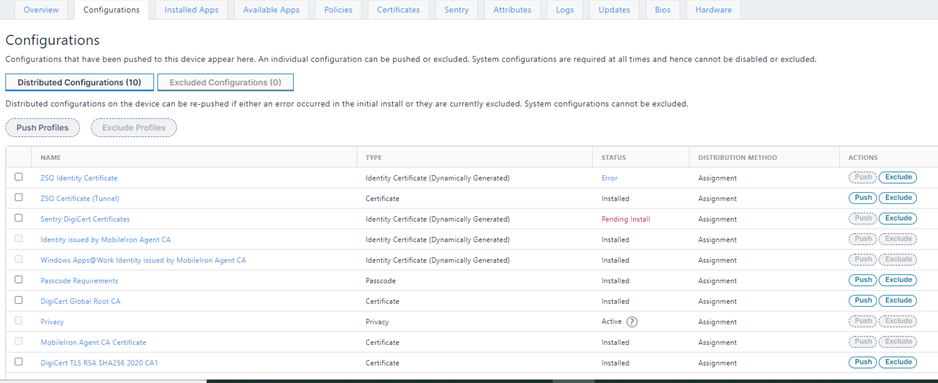 Overview Configurations Installed Apps Available Apps Policies Certificates Sentry Attributes Logs Updates Bios Hardware
Configurations
Configurations that have been pushed to this device appear here. An individual configuration can be pushed or excluded. System configurations are required at all times and hence cannot be disabled or excluded.
Distributed Configurations (10) Excluded Configurations (0)
Distributed configurations on the device can be re-pushed if either an error occurred in the initial install or they are currently excluded. System configurations cannot be excluded.
Push Profiles Exclude Profiles
NAME TYPE STATUS DISTRIBUTION METHOD ACTIONS
ZSO Identity Certificate Identity Certificate (Dynamically Generated) Error Assignment Push Exclude
ZSO Certificate (Tunnel) Certificate Installed Assignment Push Exclude
Sentry DigiCert Certificates Identity Certificate (Dynamically Generated) Pending Install Assignment Push Exclude
Identity issued by MobileIron Agent CA Identity Certificate (Dynamically Generated) Installed Assignment Push Exclude
Windows Apps@Work Identity issued by MobileIron Agent CA Identity Certificate (Dynamically Generated) Installed Assignment Push Exclude
Passcode Requirements Passcode Installed Assignment Push Exclude
DigiCert Global Root CA Certificate Installed Assignment Push Exclude
Privacy Privacy Active ? Assignment Push Exclude
MobileIron Agent CA Certificate Certificate Installed Assignment Push Exclude
DigiCert TLS RSA SHA256 2020 CA1 Certificate Installed Assignment Push Exclude